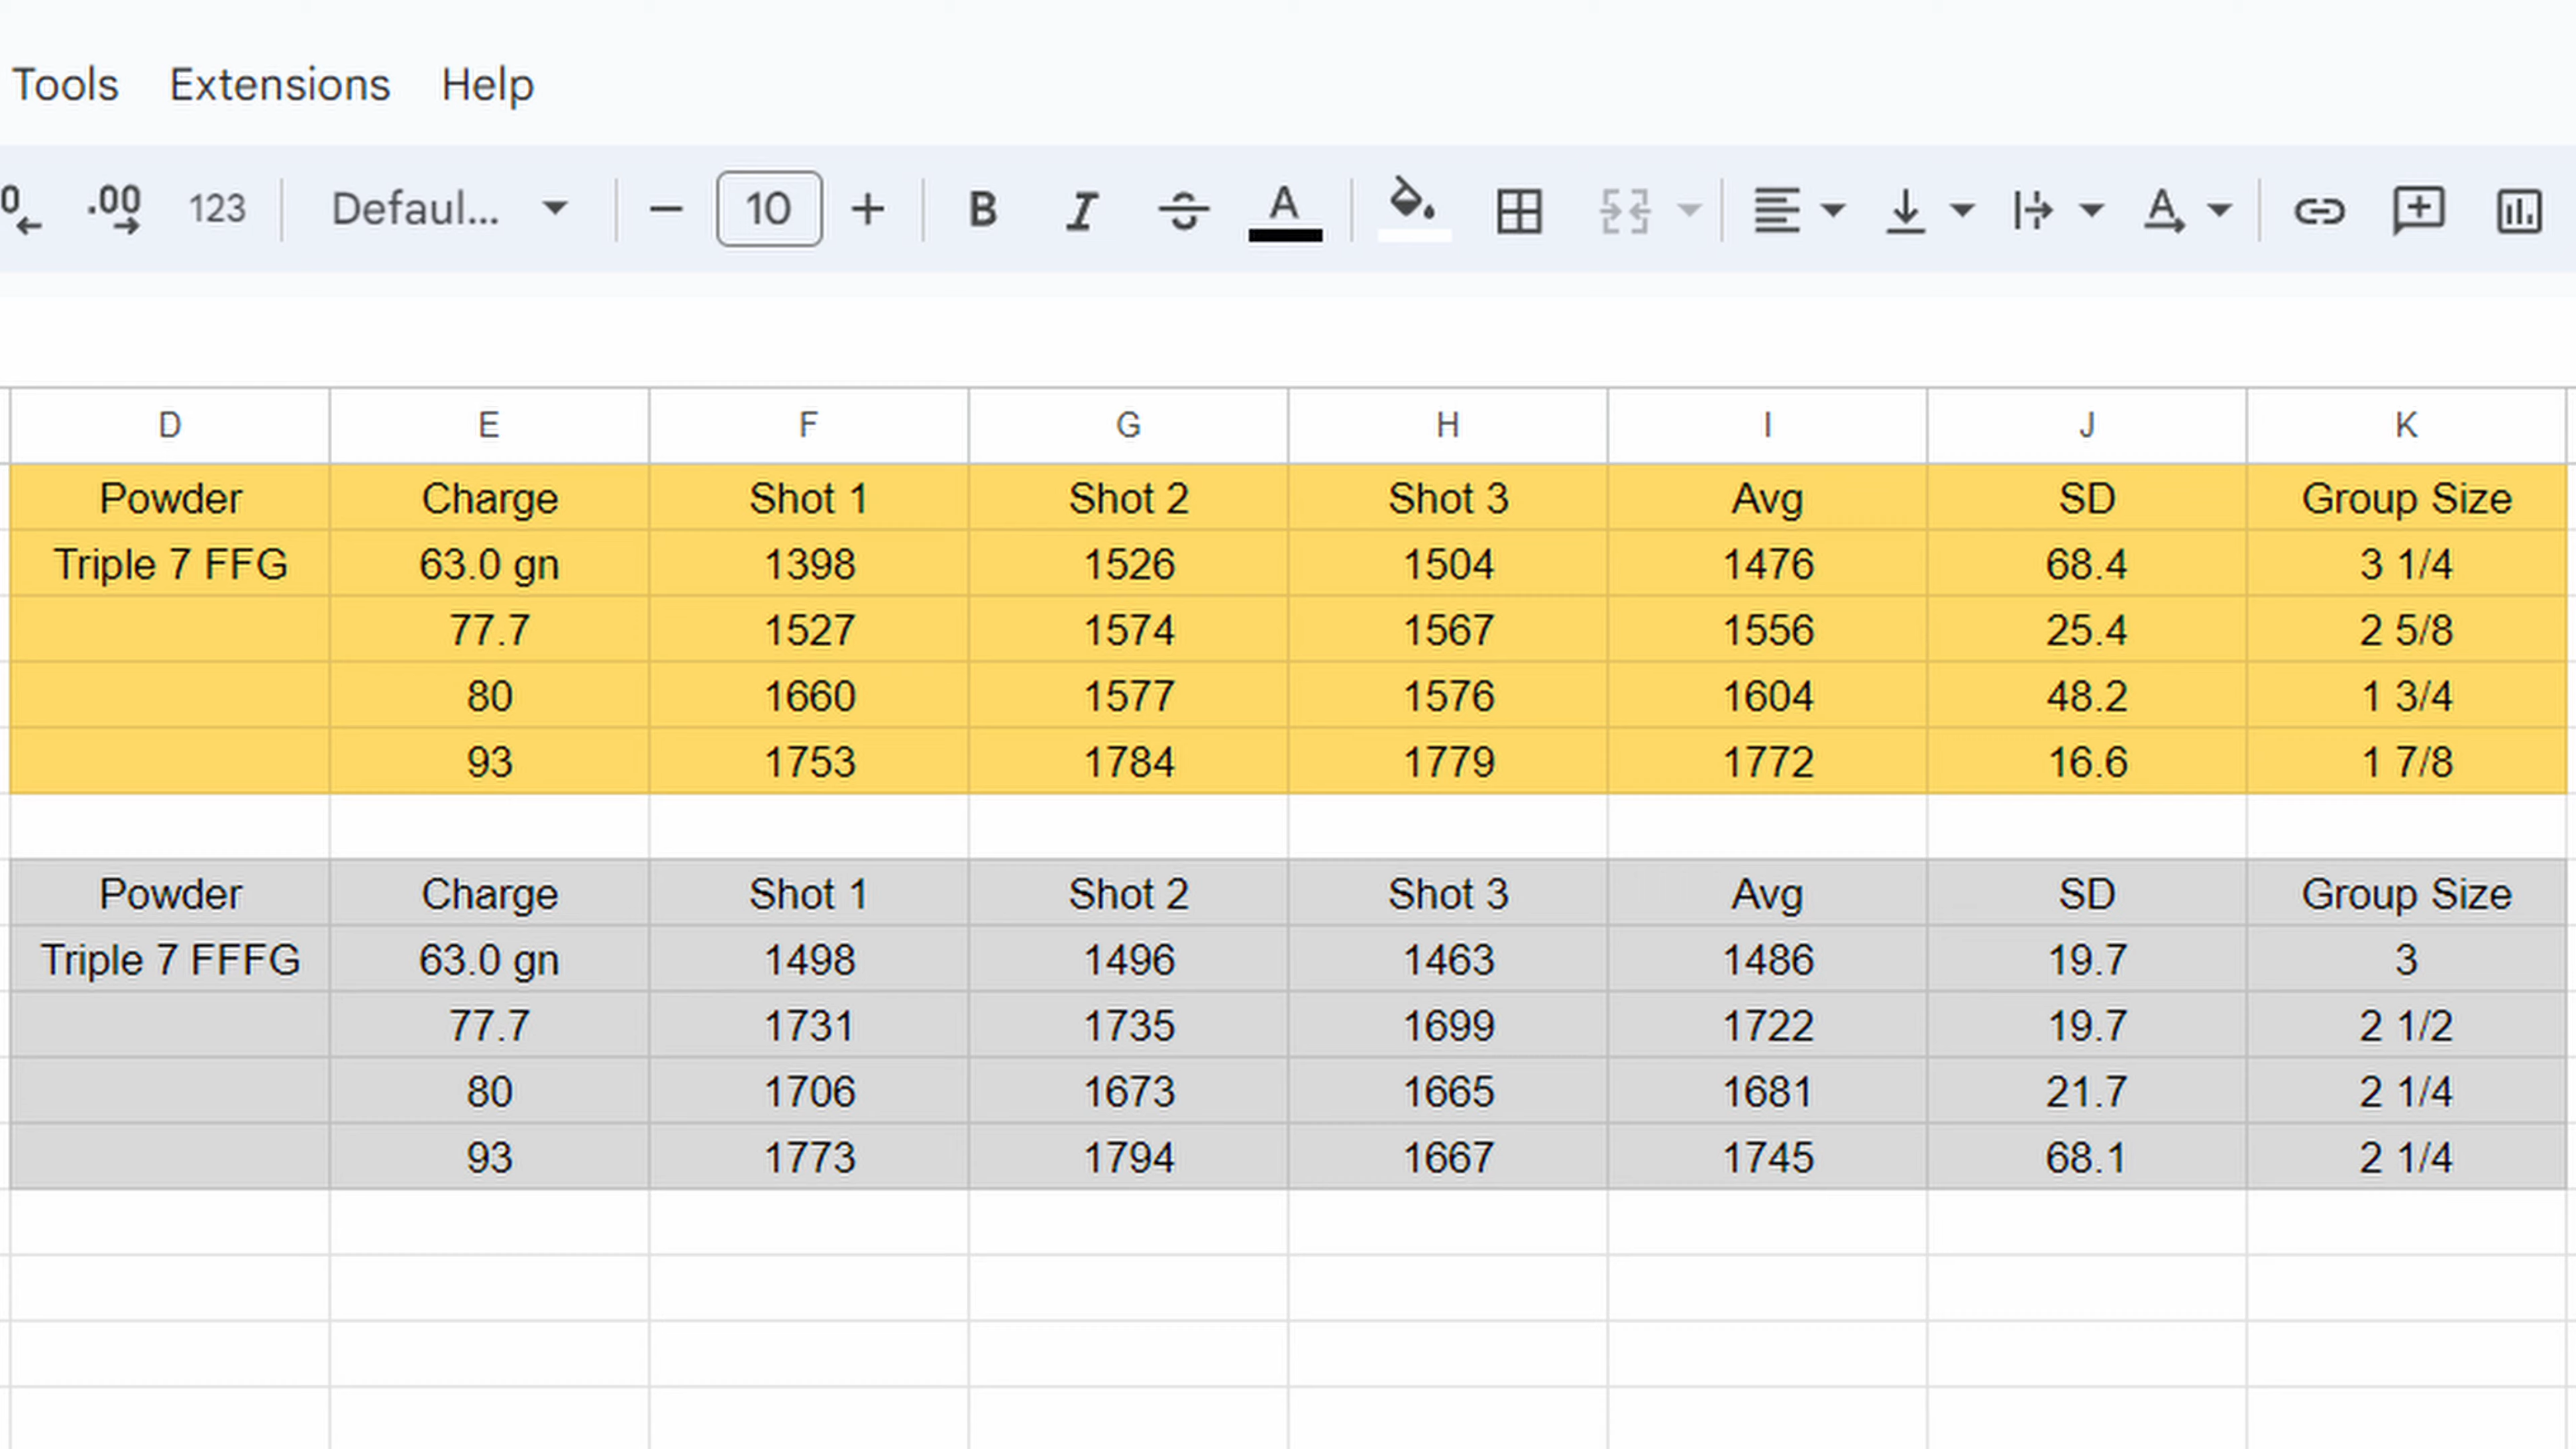 Tools Extensions Help
0 .00 123 Defaul... 10 B I S A A
D E F G H I J K
Powder Charge Shot 1 Shot 2 Shot 3 Avg SD Group Size
Triple 7 FFG 63.0 gn 1398 1526 1504 1476 68.4 3 1/4
77.7 1527 1574 1567 1556 25.4 2 5/8
80 1660 1577 1576 1604 48.2 1 3/4
93 1753 1784 1779 1772 16.6 1 7/8
Powder Charge Shot 1 Shot 2 Shot 3 Avg SD Group Size
Triple 7 FFFG 63.0 gn 1498 1496 1463 1486 19.7 3
77.7 1731 1735 1699 1722 19.7 2 1/2
80 1706 1673 1665 1681 21.7 2 1/4
93 1773 1794 1667 1745 68.1 2 1/4